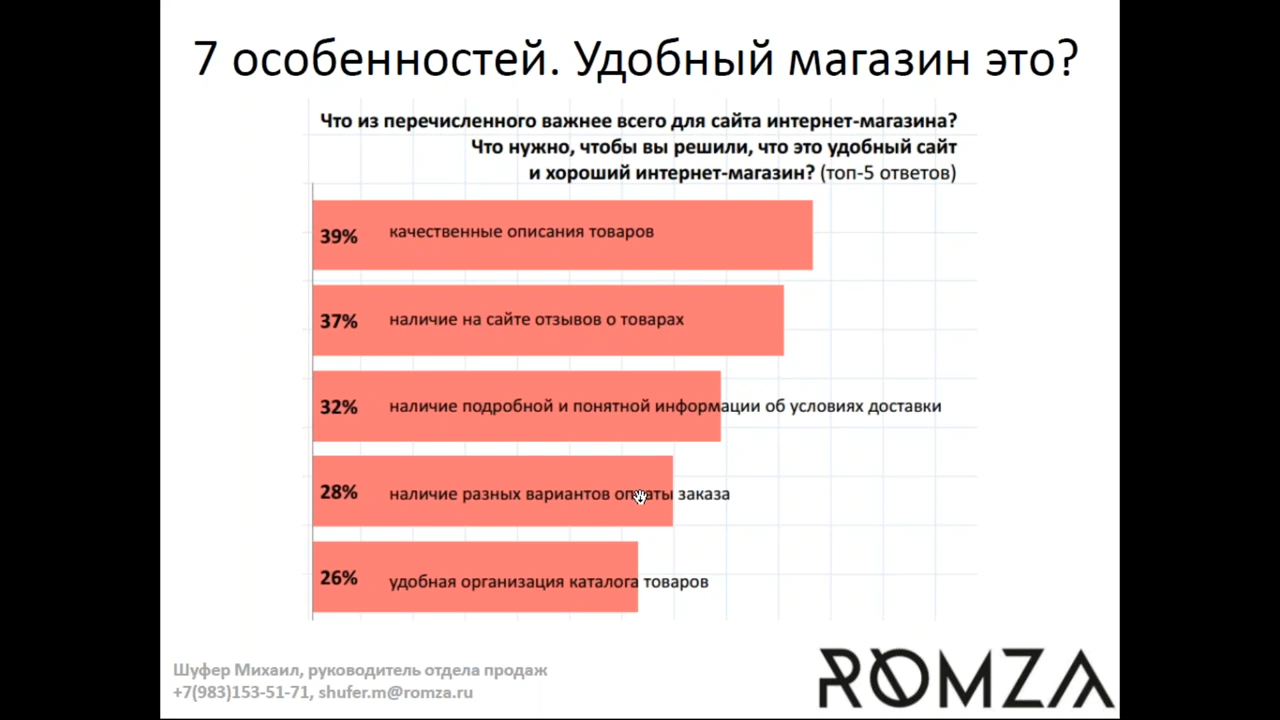 7 особенностей. Удобный магазин это?
Что из перечисленного важнее всего для сайта интернет-магазина?
Что нужно, чтобы вы решили, что это удобный сайт
и хороший интернет-магазин? (топ-5 ответов)
39% качественные описания товаров
37% наличие на сайте отзывов о товарах
32% наличие подробной и понятной информации об условиях доставки
28% наличие разных вариантов оплаты заказа
26% удобная организация каталога товаров
Шуфер Михаил, руководитель отдела продаж
+7(983)153-51-71, shufer.m@romza.ru
ROMZA